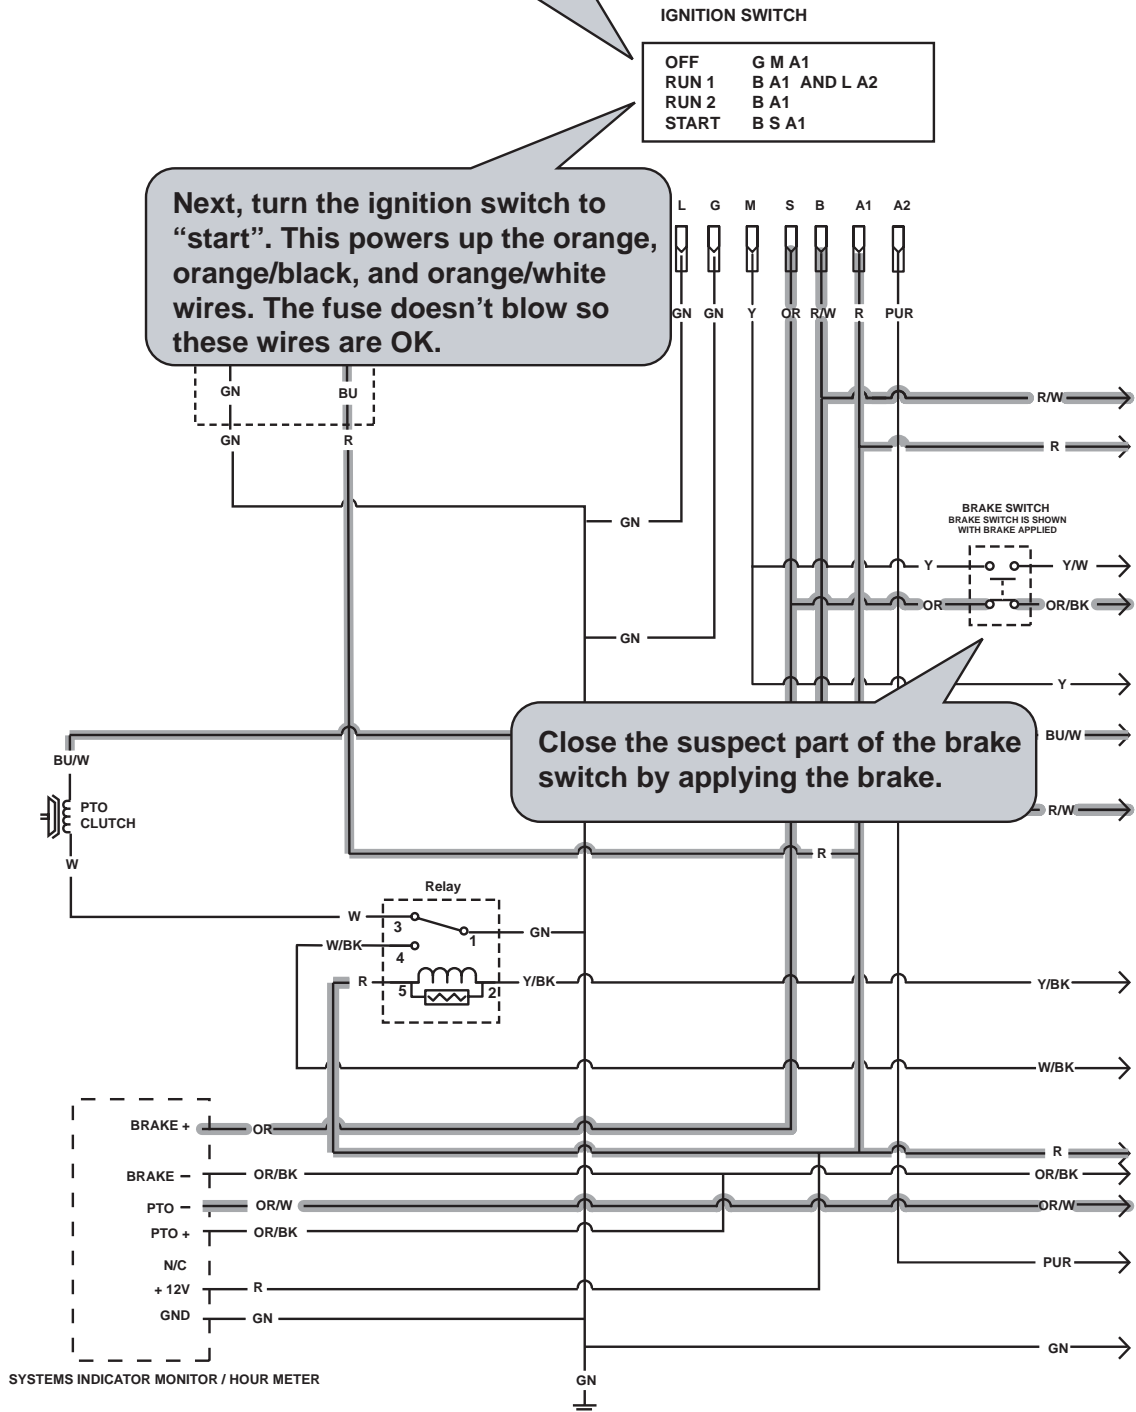 IGNITION SWITCH
OFF G M A1
RUN 1 B A1 AND L A2
RUN 2 B A1
START B S A1
Next, turn the ignition switch to
“start”. This powers up the orange,
orange/black, and orange/white
wires. The fuse doesn’t blow so
these wires are OK.
L G M S B A1 A2
GN GN Y OR R/W R PUR
GN BU
GN R
R/W
R
GN
BRAKE SWITCH
BRAKE SWITCH IS SHOWN
WITH BRAKE APPLIED
Y Y/W
OR OR/BK
GN
Y
Close the suspect part of the brake
switch by applying the brake.
BU/W
BU/W
PTO
CLUTCH
R/W
W
R
Relay
W 3
1 GN
W/BK 4
R 5 2 Y/BK
Y/BK
W/BK
BRAKE + OR
R
BRAKE – OR/BK
OR/BK
PTO – OR/W
OR/W
PTO + OR/BK
N/C
+ 12V R
PUR
GND GN
GN
SYSTEMS INDICATOR MONITOR / HOUR METER
GN